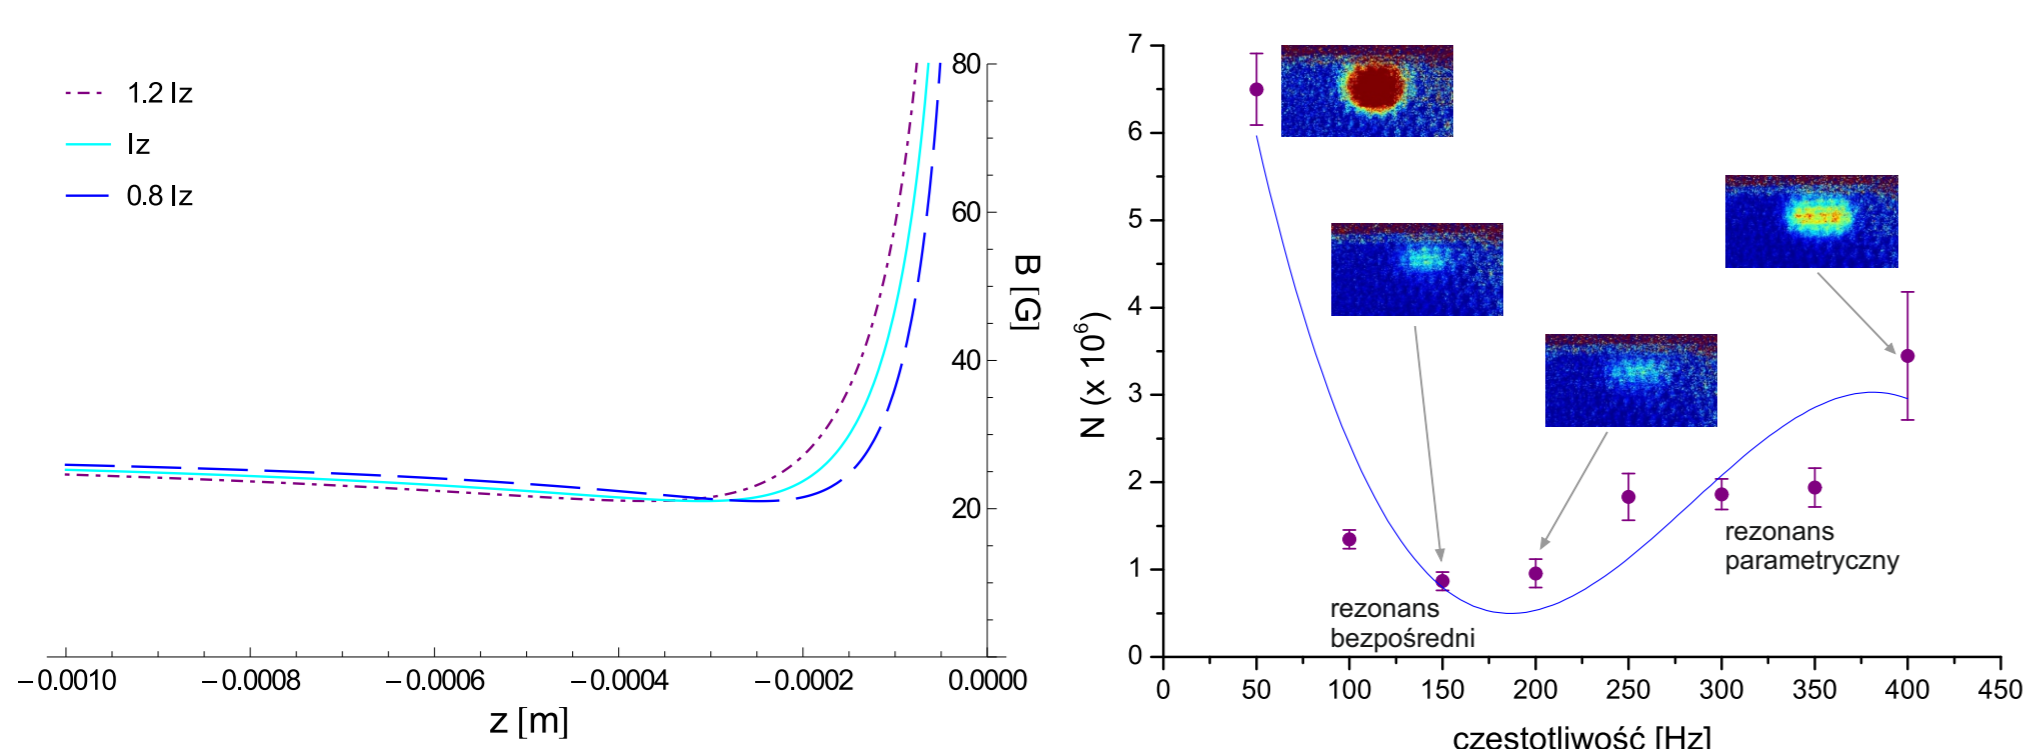 1.2 Iz
Iz
0.8 Iz
80
60
40
20
B [G]
−0.0010
−0.0008
−0.0006
−0.0004
−0.0002
0.0000
z [m]
7
6
5
4
3
2
1
0
N (x 10⁶)
rezonans
bezpośredni
rezonans
parametryczny
0
50
100
150
200
250
300
350
400
450
częstotliwość [Hz]